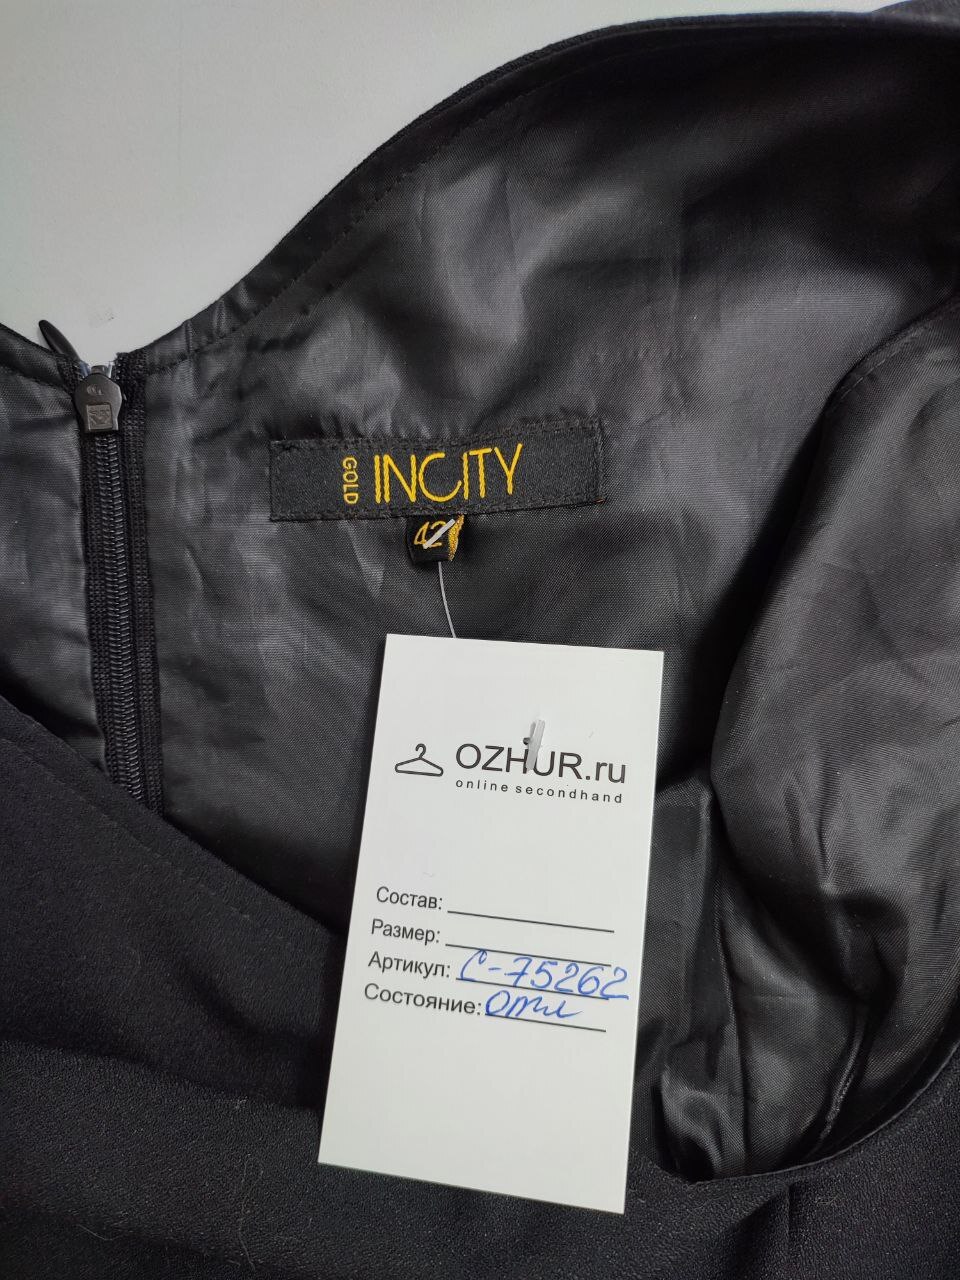 GOLD INCITY
42
OZHUR.ru
online secondhand
Состав:
Размер:
Артикул: С-75262
Состояние: отл